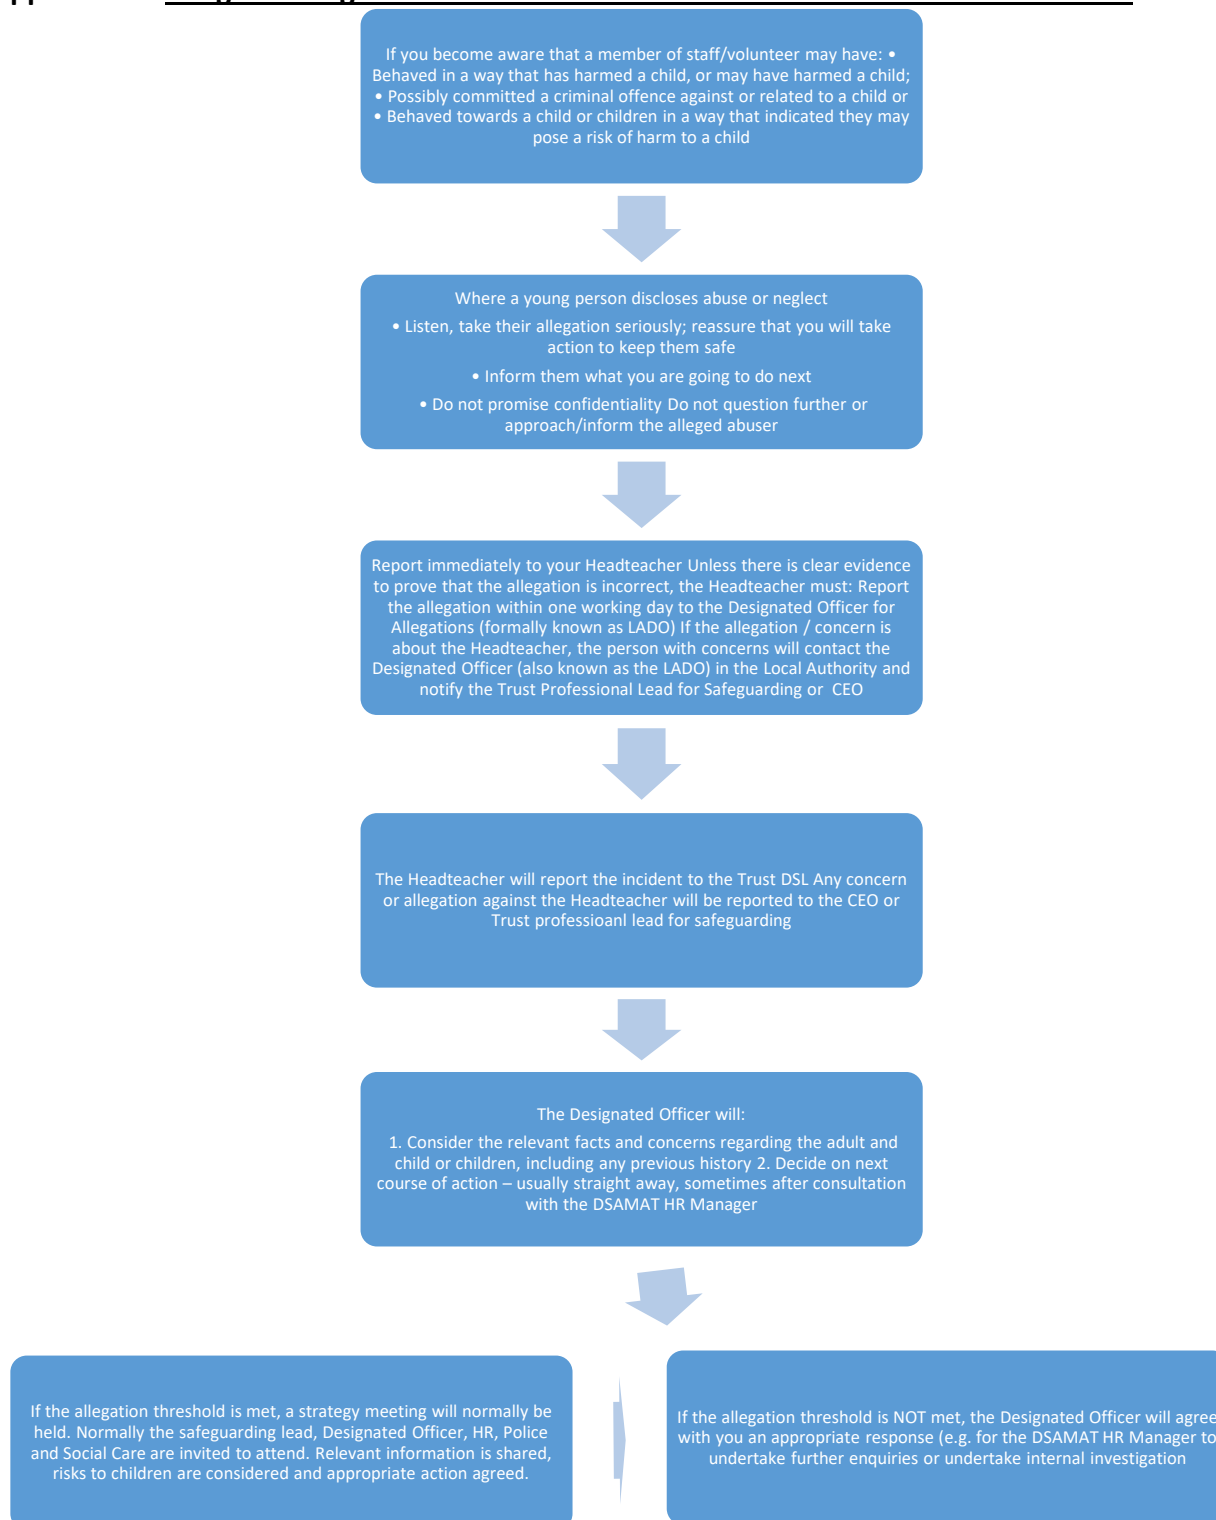 If you become aware that a member of staff/volunteer may have: •
Behaved in a way that has harmed a child, or may have harmed a child;
• Possibly committed a criminal offence against or related to a child or
• Behaved towards a child or children in a way that indicated they may
pose a risk of harm to a child
Where a young person discloses abuse or neglect
• Listen, take their allegation seriously; reassure that you will take
action to keep them safe
• Inform them what you are going to do next
• Do not promise confidentiality Do not question further or
approach/inform the alleged abuser
Report immediately to your Headteacher Unless there is clear evidence
to prove that the allegation is incorrect, the Headteacher must: Report
the allegation within one working day to the Designated Officer for
Allegations (formally known as LADO) If the allegation / concern is
about the Headteacher, the person with concerns will contact the
Designated Officer (also known as the LADO) in the Local Authority and
notify the Trust Professional Lead for Safeguarding or CEO
The Headteacher will report the incident to the Trust DSL Any concern
or allegation against the Headteacher will be reported to the CEO or
Trust professioanl lead for safeguarding
The Designated Officer will:
1. Consider the relevant facts and concerns regarding the adult and
child or children, including any previous history 2. Decide on next
course of action – usually straight away, sometimes after consultation
with the DSAMAT HR Manager
If the allegation threshold is met, a strategy meeting will normally be
held. Normally the safeguarding lead, Designated Officer, HR, Police
and Social Care are invited to attend. Relevant information is shared,
risks to children are considered and appropriate action agreed.
If the allegation threshold is NOT met, the Designated Officer will agree
with you an appropriate response (e.g. for the DSAMAT HR Manager to
undertake further enquiries or undertake internal investigation